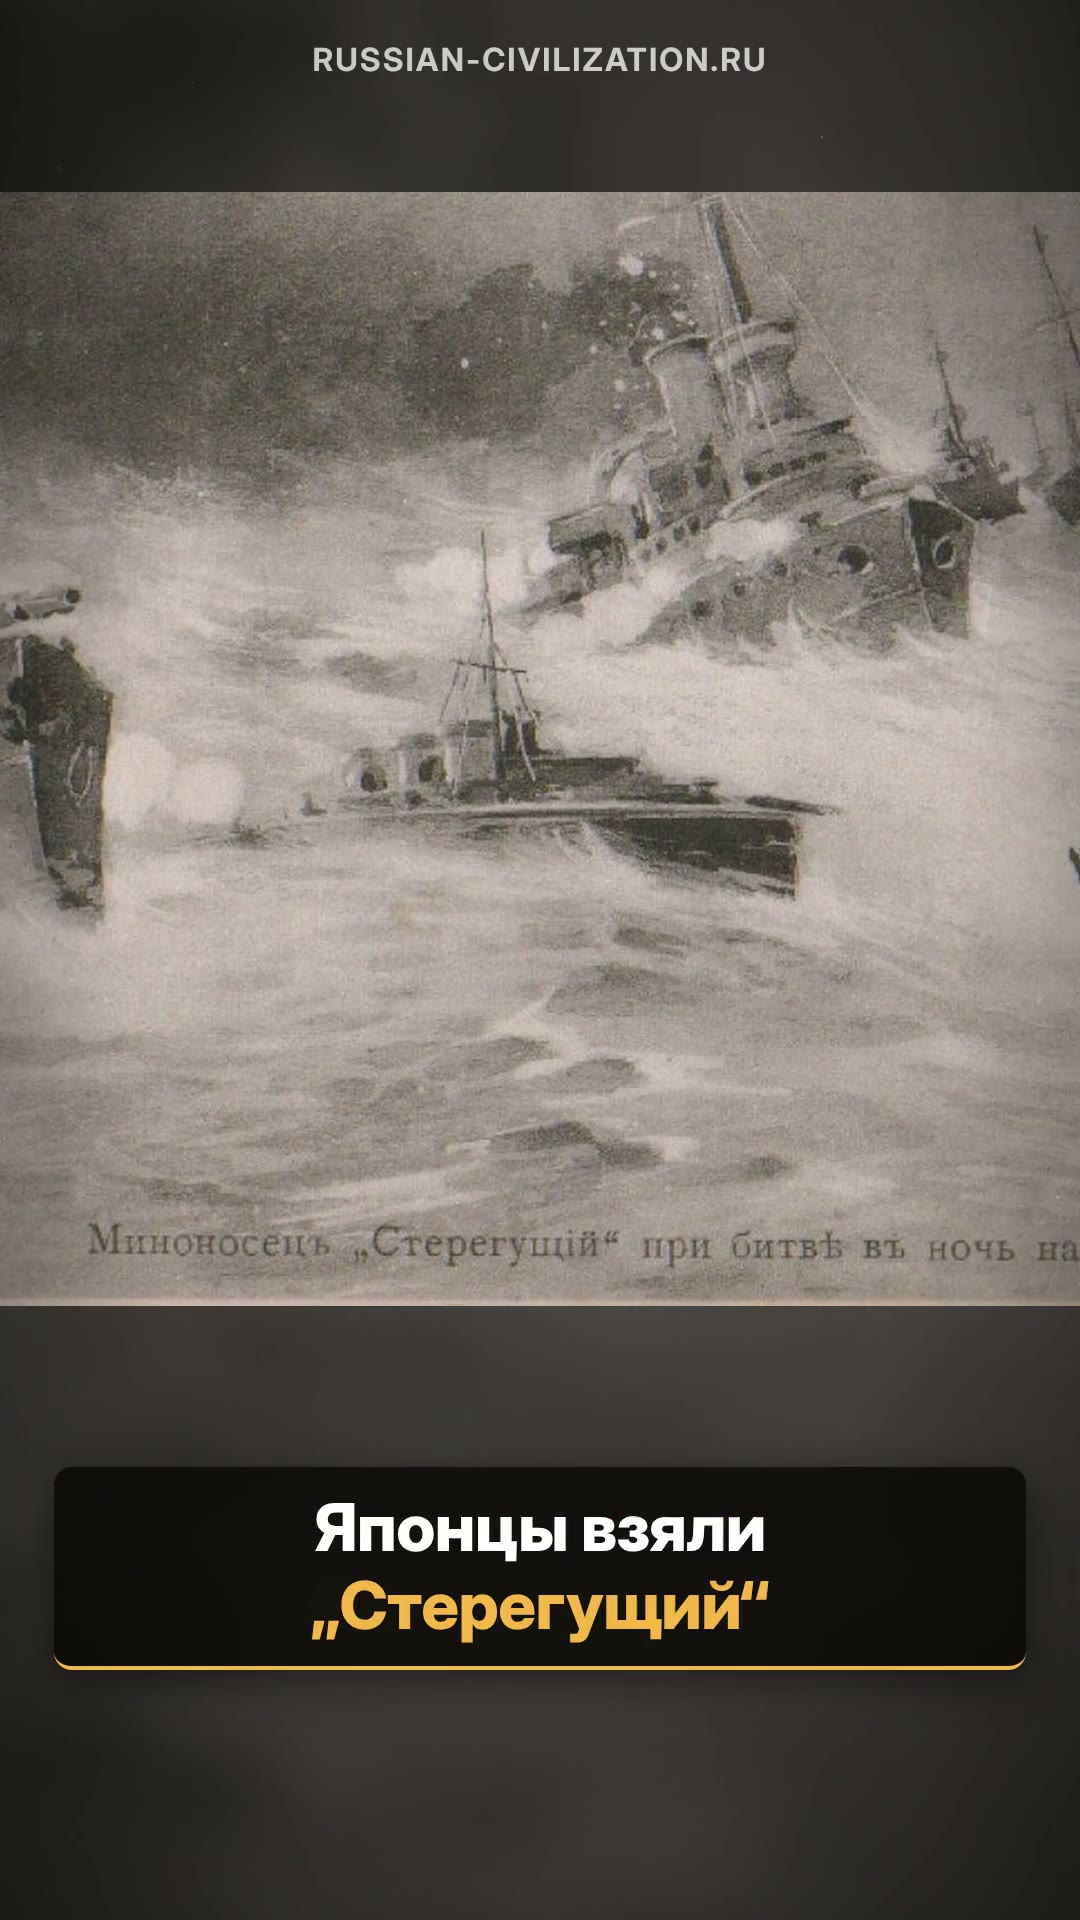 RUSSIAN-CIVILIZATION.RU
Миноносецъ „Стерегущій“ при битвѣ въ ночь на
Японцы взяли
„Стерегущий“